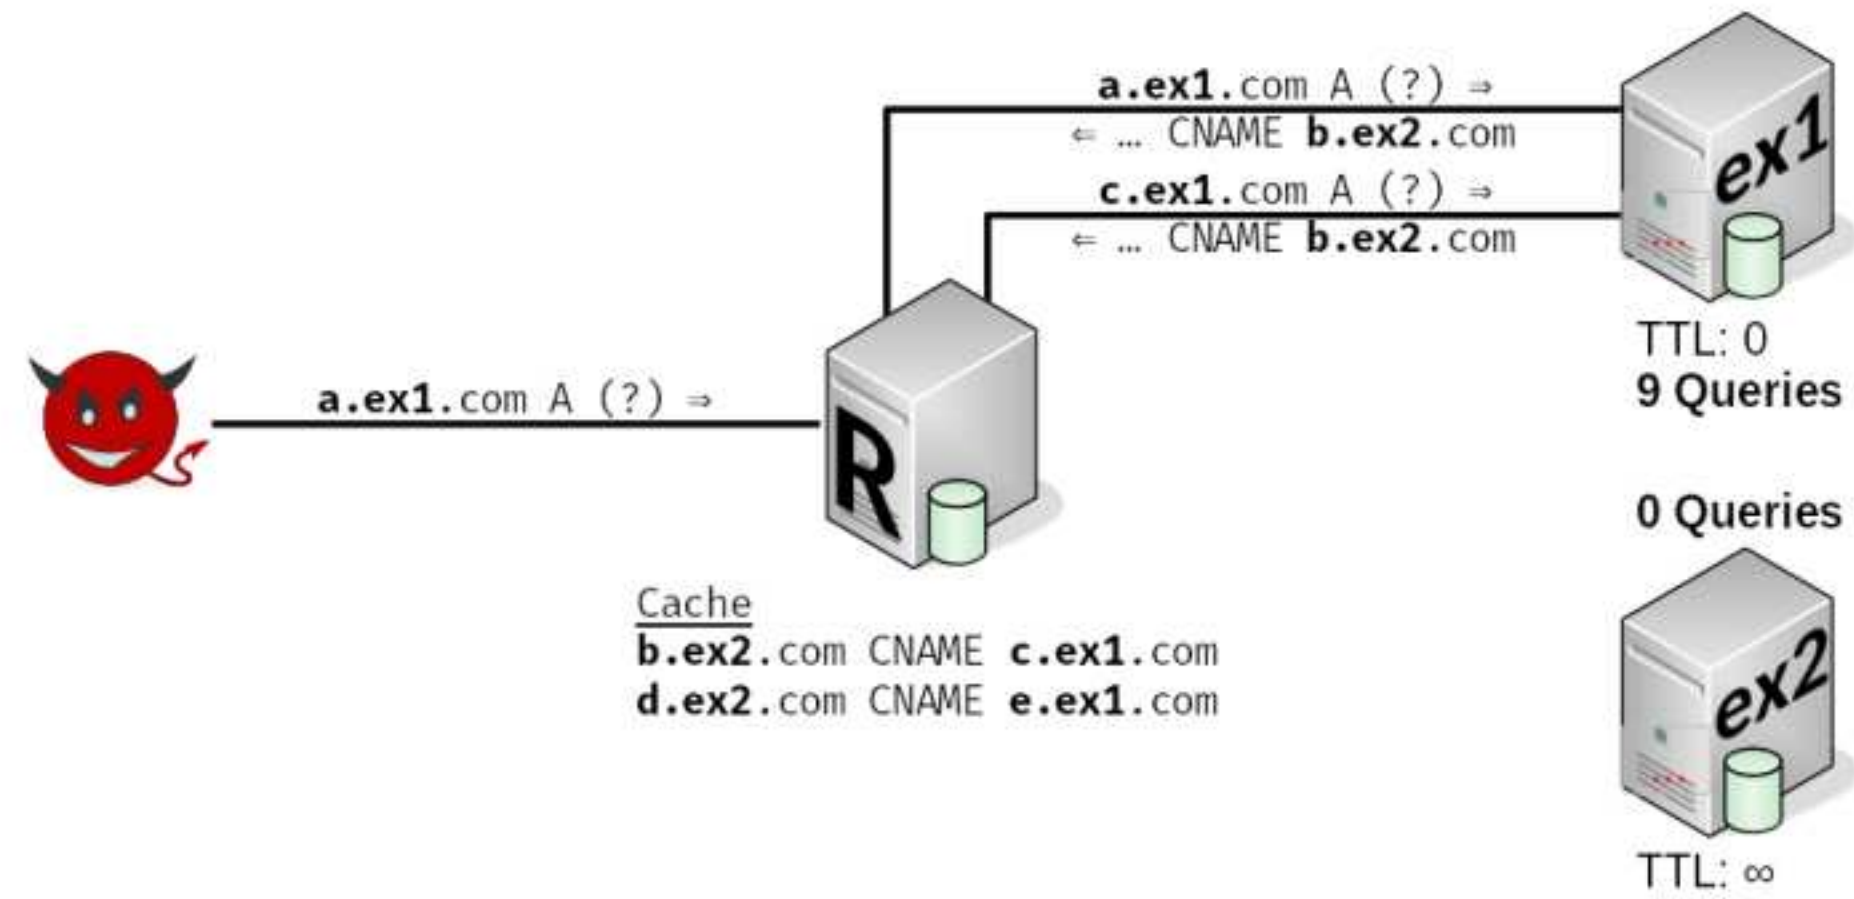 a.ex1.com A (?) ⇒
⇐ … CNAME b.ex2.com
c.ex1.com A (?) ⇒
⇐ … CNAME b.ex2.com
ex1
TTL: 0
9 Queries
a.ex1.com A (?) ⇒
R
0 Queries
Cache
b.ex2.com CNAME c.ex1.com
d.ex2.com CNAME e.ex1.com
ex2
TTL: ∞